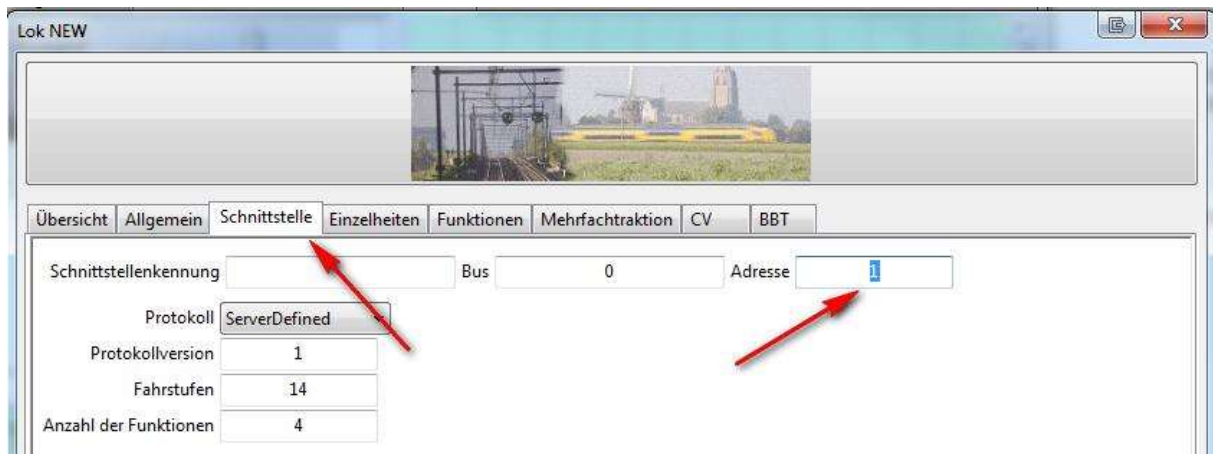 Lok NEW
Übersicht Allgemein Schnittstelle Einzelheiten Funktionen Mehrfachtraktion CV BBT
Schnittstellenkennung Bus 0 Adresse 1
Protokoll ServerDefined
Protokollversion 1
Fahrstufen 14
Anzahl der Funktionen 4